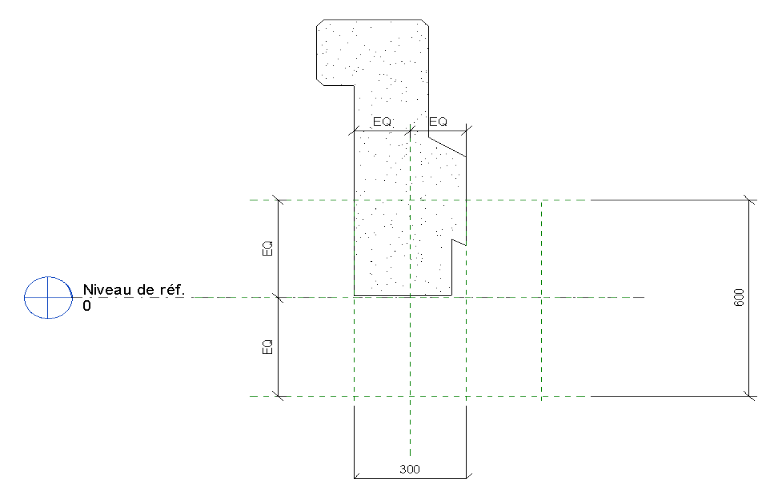 EQ EQ
EQ
Niveau de réf.
0
600
EQ
300